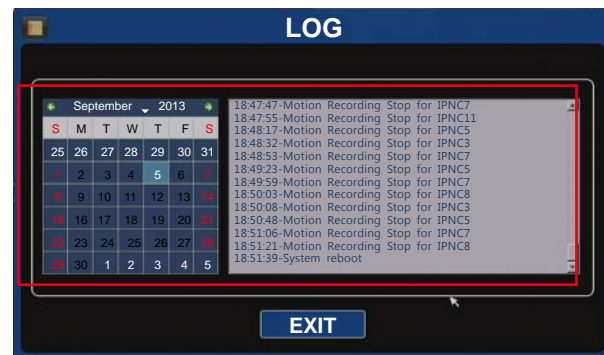 LOG
September 2013
S M T W T F S
25 26 27 28 29 30 31
1 2 3 4 5 6 7
8 9 10 11 12 13 14
15 16 17 18 19 20 21
22 23 24 25 26 27 28
29 30 1 2 3 4 5
18:47:47-Motion Recording Stop for IPNC7
18:47:55-Motion Recording Stop for IPNC11
18:48:17-Motion Recording Stop for IPNC5
18:48:32-Motion Recording Stop for IPNC3
18:48:53-Motion Recording Stop for IPNC7
18:49:23-Motion Recording Stop for IPNC5
18:49:59-Motion Recording Stop for IPNC7
18:50:03-Motion Recording Stop for IPNC8
18:50:08-Motion Recording Stop for IPNC3
18:50:48-Motion Recording Stop for IPNC5
18:51:06-Motion Recording Stop for IPNC7
18:51:21-Motion Recording Stop for IPNC8
18:51:39-System reboot
EXIT